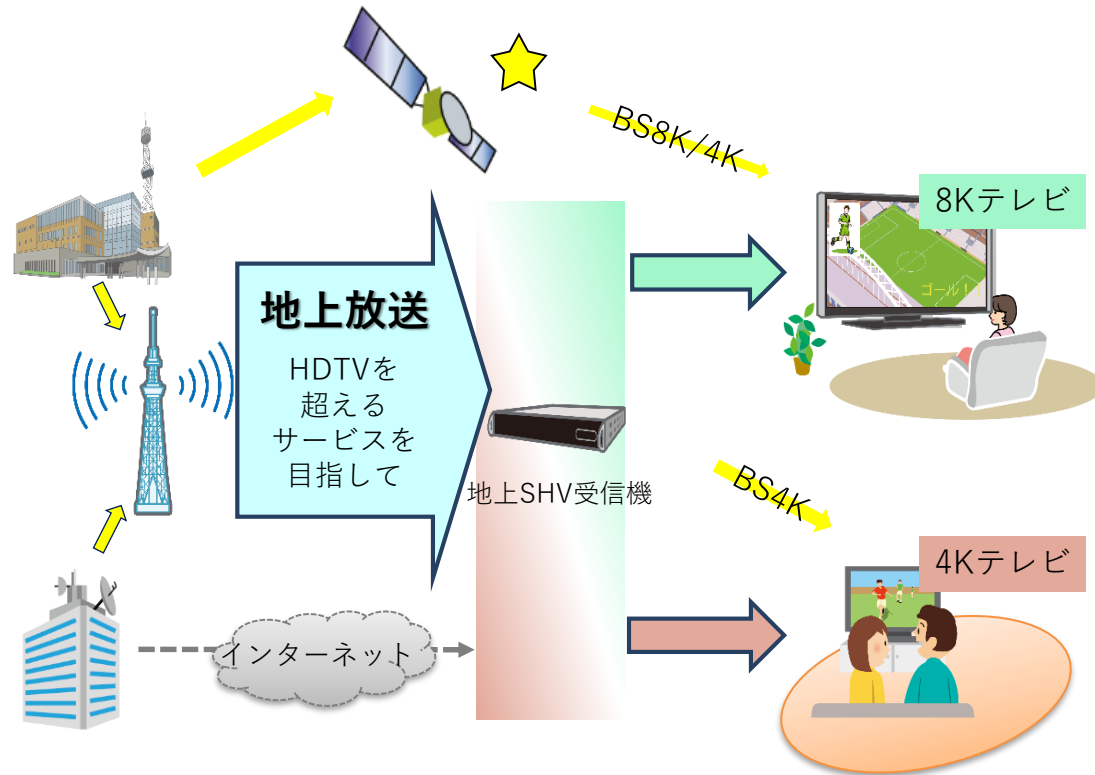 BS8K/4K
8Kテレビ
ゴール!
地上放送
HDTVを
超える
サービスを
目指して
地上SHV受信機
BS4K
4Kテレビ
インターネット